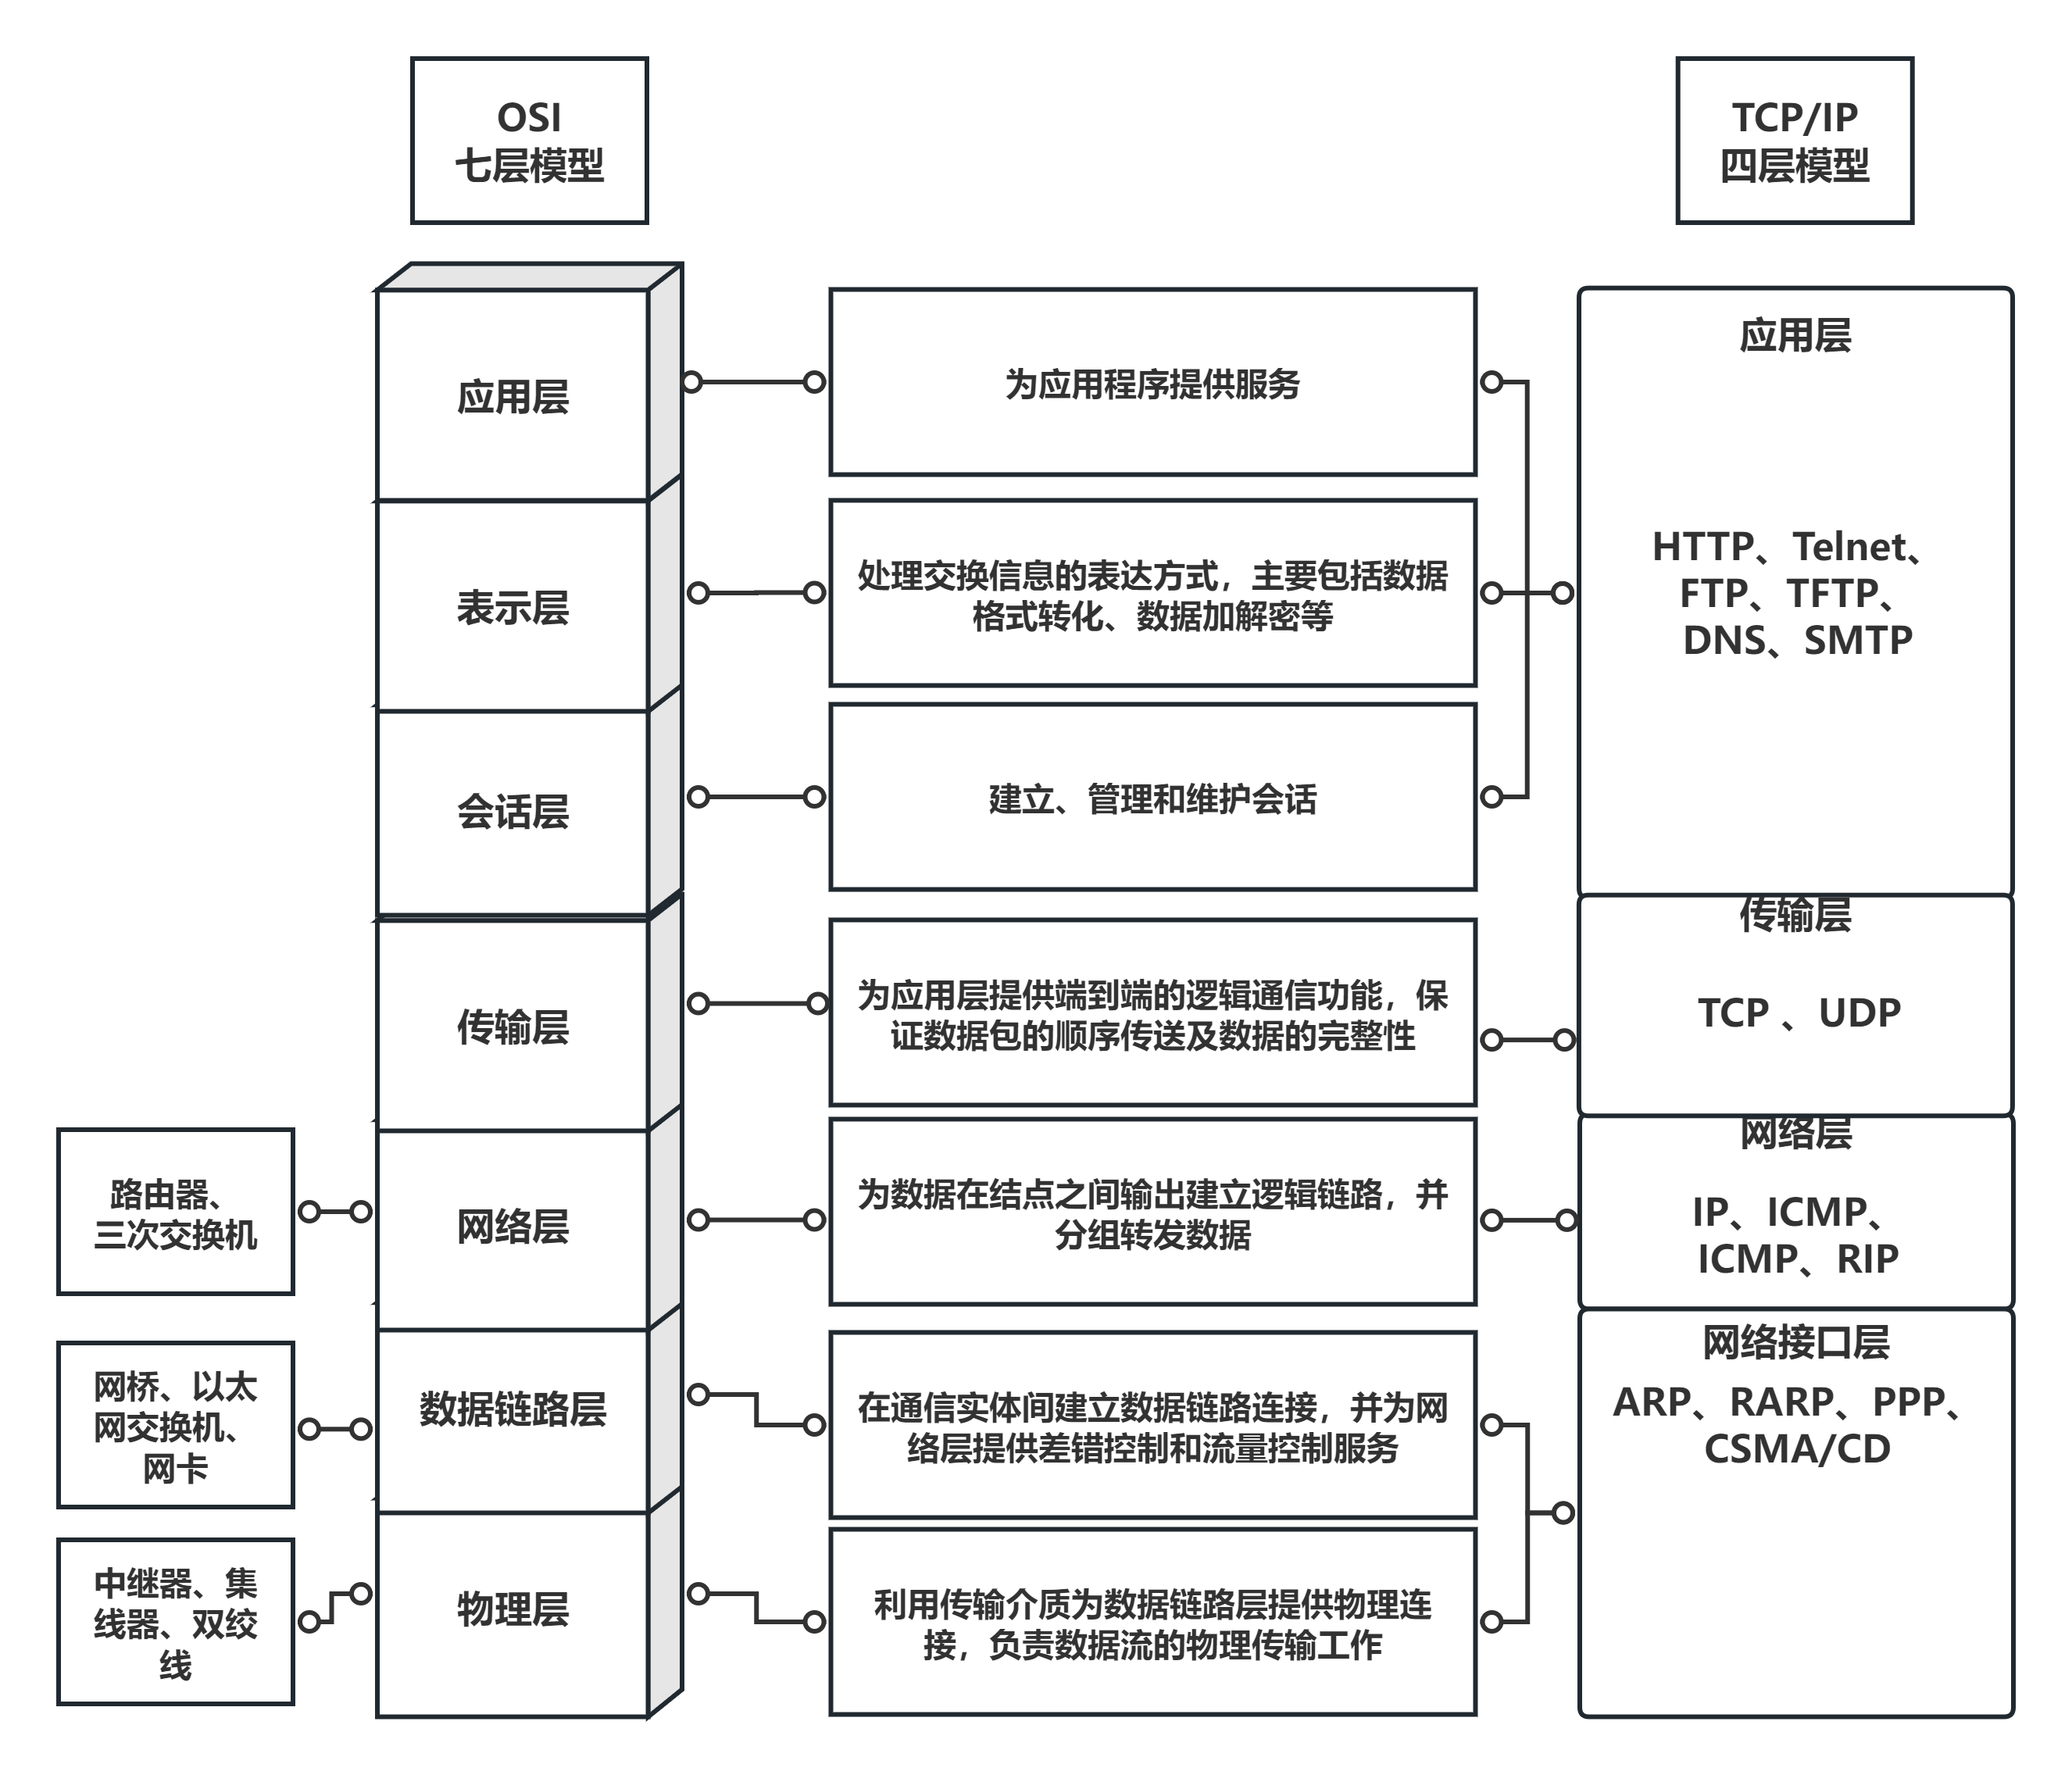 OSI
七层模型
TCP/IP
四层模型
应用层
为应用程序提供服务
应用层
HTTP、Telnet、
FTP、TFTP、
DNS、SMTP
表示层
处理交换信息的表达方式，主要包括数据
格式转化、数据加解密等
会话层
建立、管理和维护会话
传输层
为应用层提供端到端的逻辑通信功能，保
证数据包的顺序传送及数据的完整性
传输层
TCP 、UDP
路由器、
三次交换机
网络层
为数据在结点之间输出建立逻辑链路，并
分组转发数据
网络层
IP、ICMP、
ICMP、RIP
网桥、以太
网交换机、
网卡
数据链路层
在通信实体间建立数据链路连接，并为网
络层提供差错控制和流量控制服务
网络接口层
ARP、RARP、PPP、
CSMA/CD
中继器、集
线器、双绞
线
物理层
利用传输介质为数据链路层提供物理连
接，负责数据流的物理传输工作